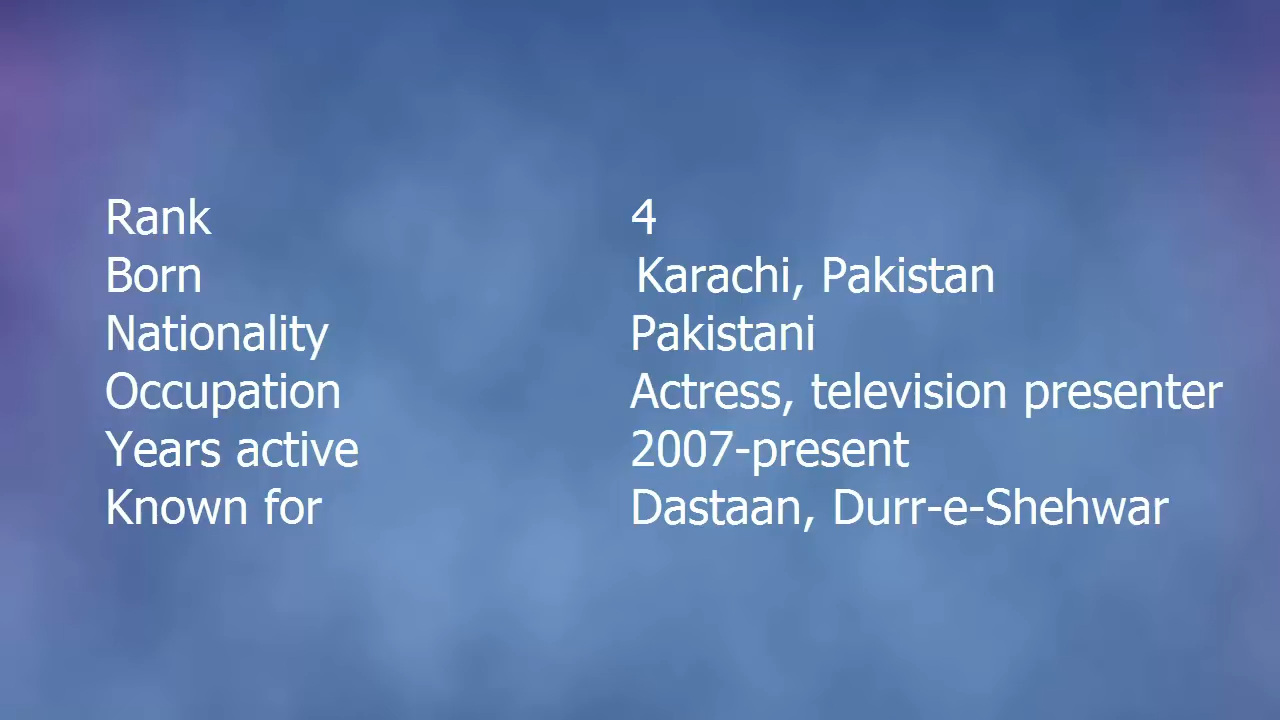 Rank 4
Born Karachi, Pakistan
Nationality Pakistani
Occupation Actress, television presenter
Years active 2007-present
Known for Dastaan, Durr-e-Shehwar